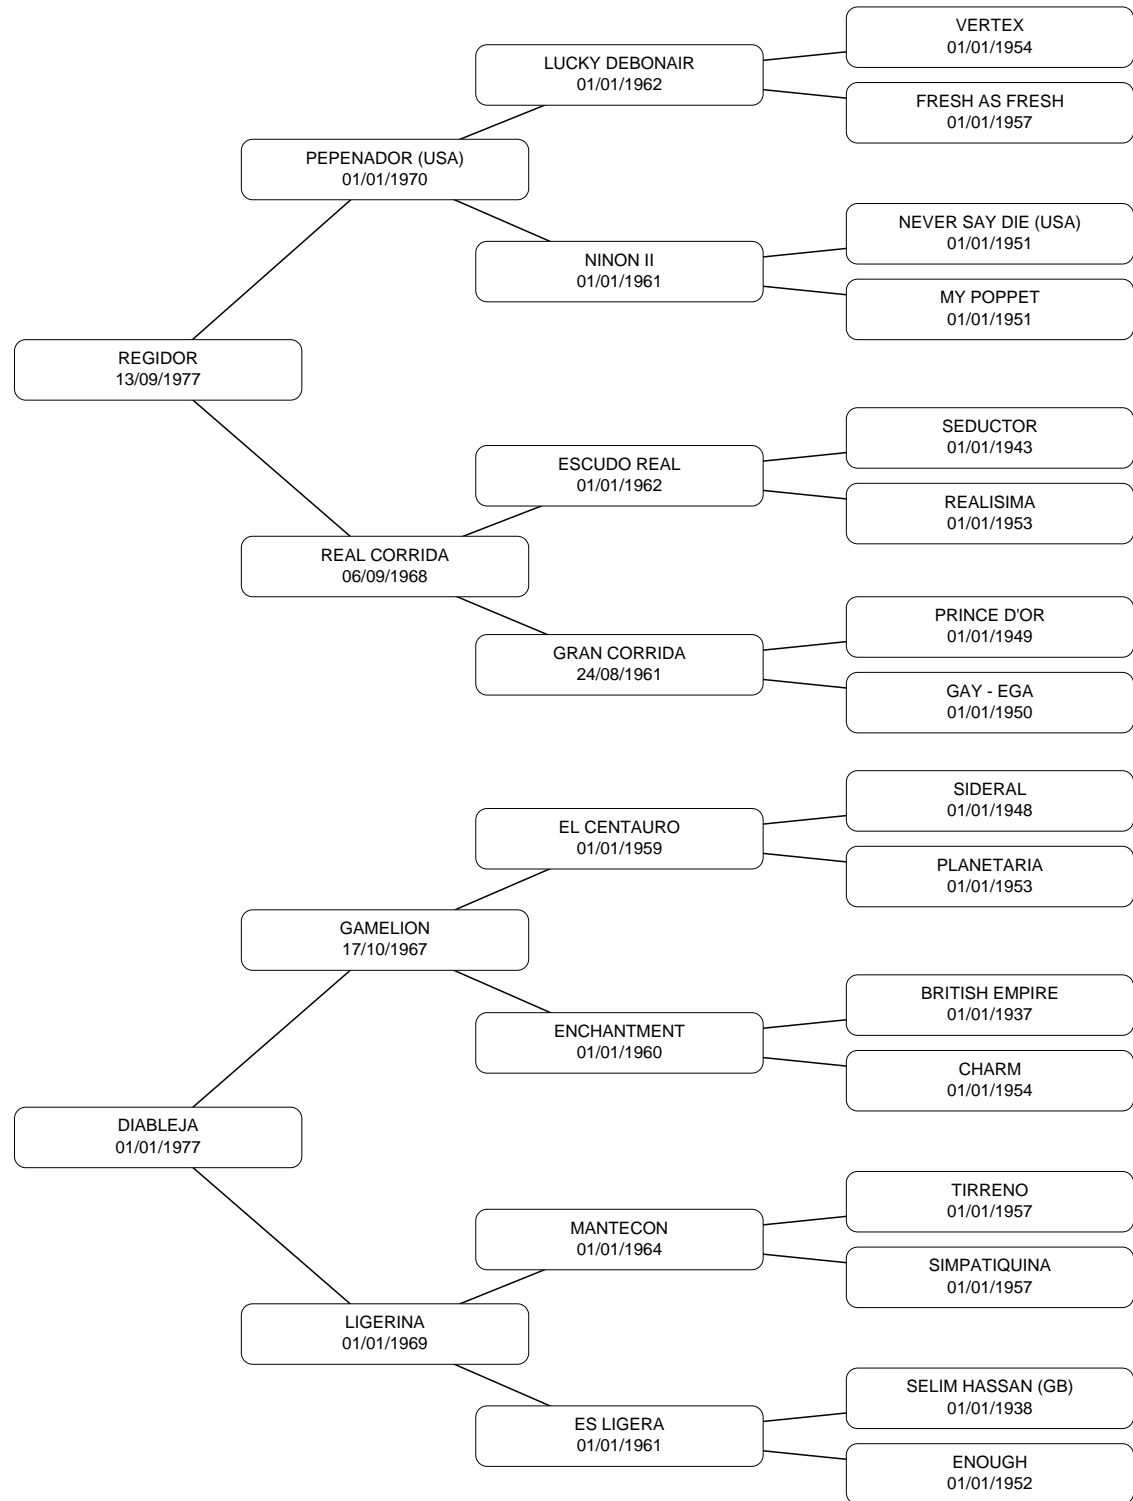 VERTEX
01/01/1954
LUCKY DEBONAIR
01/01/1962
FRESH AS FRESH
01/01/1957
PEPENADOR (USA)
01/01/1970
NEVER SAY DIE (USA)
01/01/1951
NINON II
01/01/1961
MY POPPET
01/01/1951
REGIDOR
13/09/1977
SEDUCTOR
01/01/1943
ESCUDO REAL
01/01/1962
REALISIMA
01/01/1953
REAL CORRIDA
06/09/1968
PRINCE D'OR
01/01/1949
GRAN CORRIDA
24/08/1961
GAY - EGA
01/01/1950
SIDERAL
01/01/1948
EL CENTAURO
01/01/1959
PLANETARIA
01/01/1953
GAMELION
17/10/1967
BRITISH EMPIRE
01/01/1937
ENCHANTMENT
01/01/1960
CHARM
01/01/1954
DIABLEJA
01/01/1977
TIRRENO
01/01/1957
MANTECON
01/01/1964
SIMPATIQUINA
01/01/1957
LIGERINA
01/01/1969
SELIM HASSAN (GB)
01/01/1938
ES LIGERA
01/01/1961
ENOUGH
01/01/1952